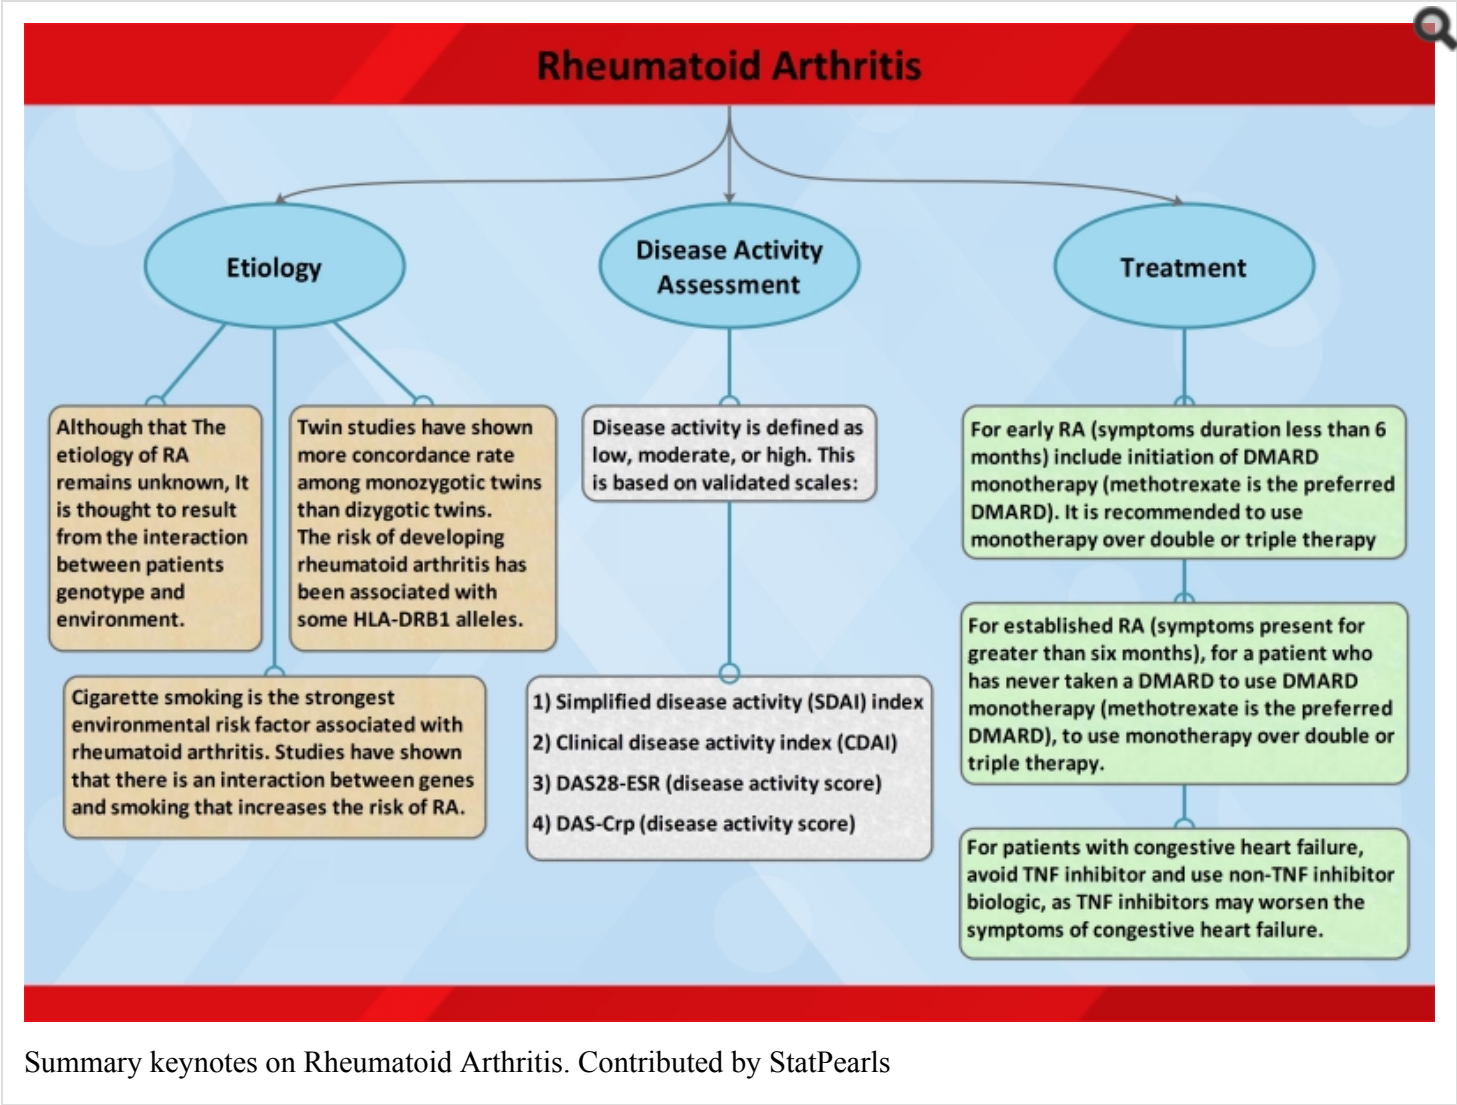 Rheumatoid Arthritis
Etiology
Although that The
etiology of RA
remains unknown, It
is thought to result
from the interaction
between patients
genotype and
environment.
Twin studies have shown
more concordance rate
among monozygotic twins
than dizygotic twins.
The risk of developing
rheumatoid arthritis has
been associated with
some HLA-DRB1 alleles.
Cigarette smoking is the strongest
environmental risk factor associated with
rheumatoid arthritis. Studies have shown
that there is an interaction between genes
and smoking that increases the risk of RA.
Disease Activity
Assessment
Disease activity is defined as
low, moderate, or high. This
is based on validated scales:
1) Simplified disease activity (SDAI) index
2) Clinical disease activity index (CDAI)
3) DAS28-ESR (disease activity score)
4) DAS-Crp (disease activity score)
Treatment
For early RA (symptoms duration less than 6
months) include initiation of DMARD
monotherapy (methotrexate is the preferred
DMARD). It is recommended to use
monotherapy over double or triple therapy
For established RA (symptoms present for
greater than six months), for a patient who
has never taken a DMARD to use DMARD
monotherapy (methotrexate is the preferred
DMARD), to use monotherapy over double or
triple therapy.
For patients with congestive heart failure,
avoid TNF inhibitor and use non-TNF inhibitor
biologic, as TNF inhibitors may worsen the
symptoms of congestive heart failure.
Summary keynotes on Rheumatoid Arthritis. Contributed by StatPearls